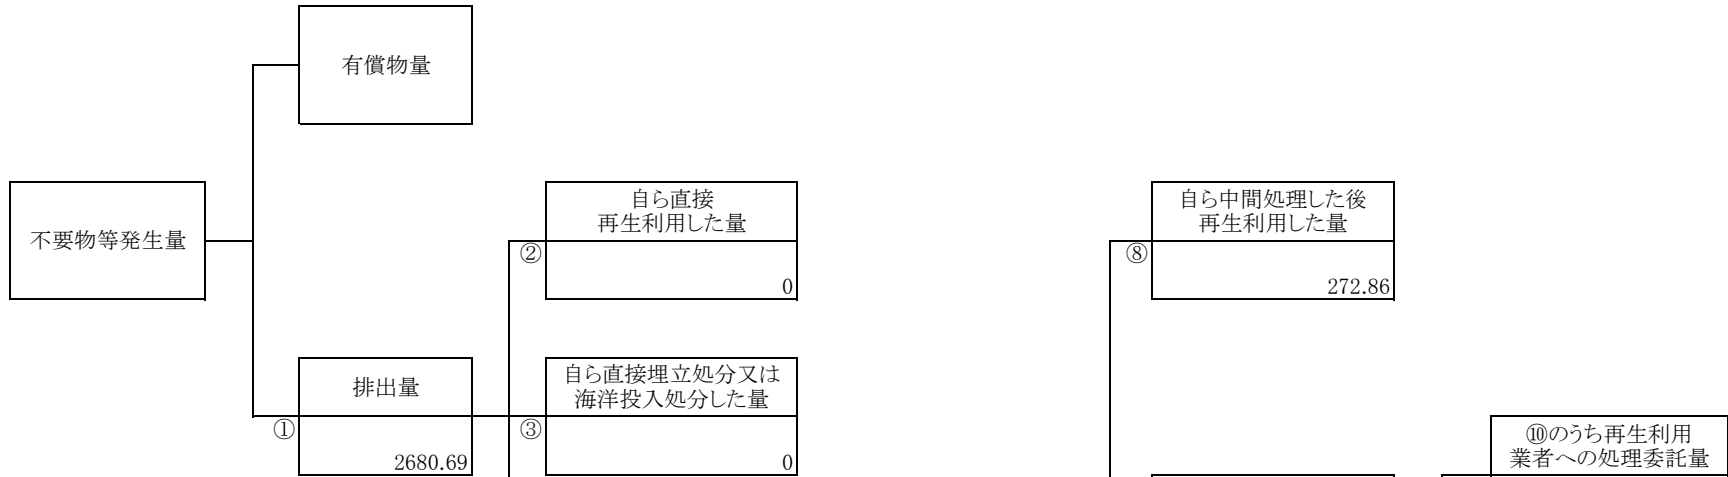 有償物量
不要物等発生量
自ら直接
再生利用した量
②
0
自ら中間処理した後
再生利用した量
⑧
272.86
排出量
①
2680.69
自ら直接埋立処分又は
海洋投入処分した量
③
0
⑩のうち再生利用
業者への処理委託量